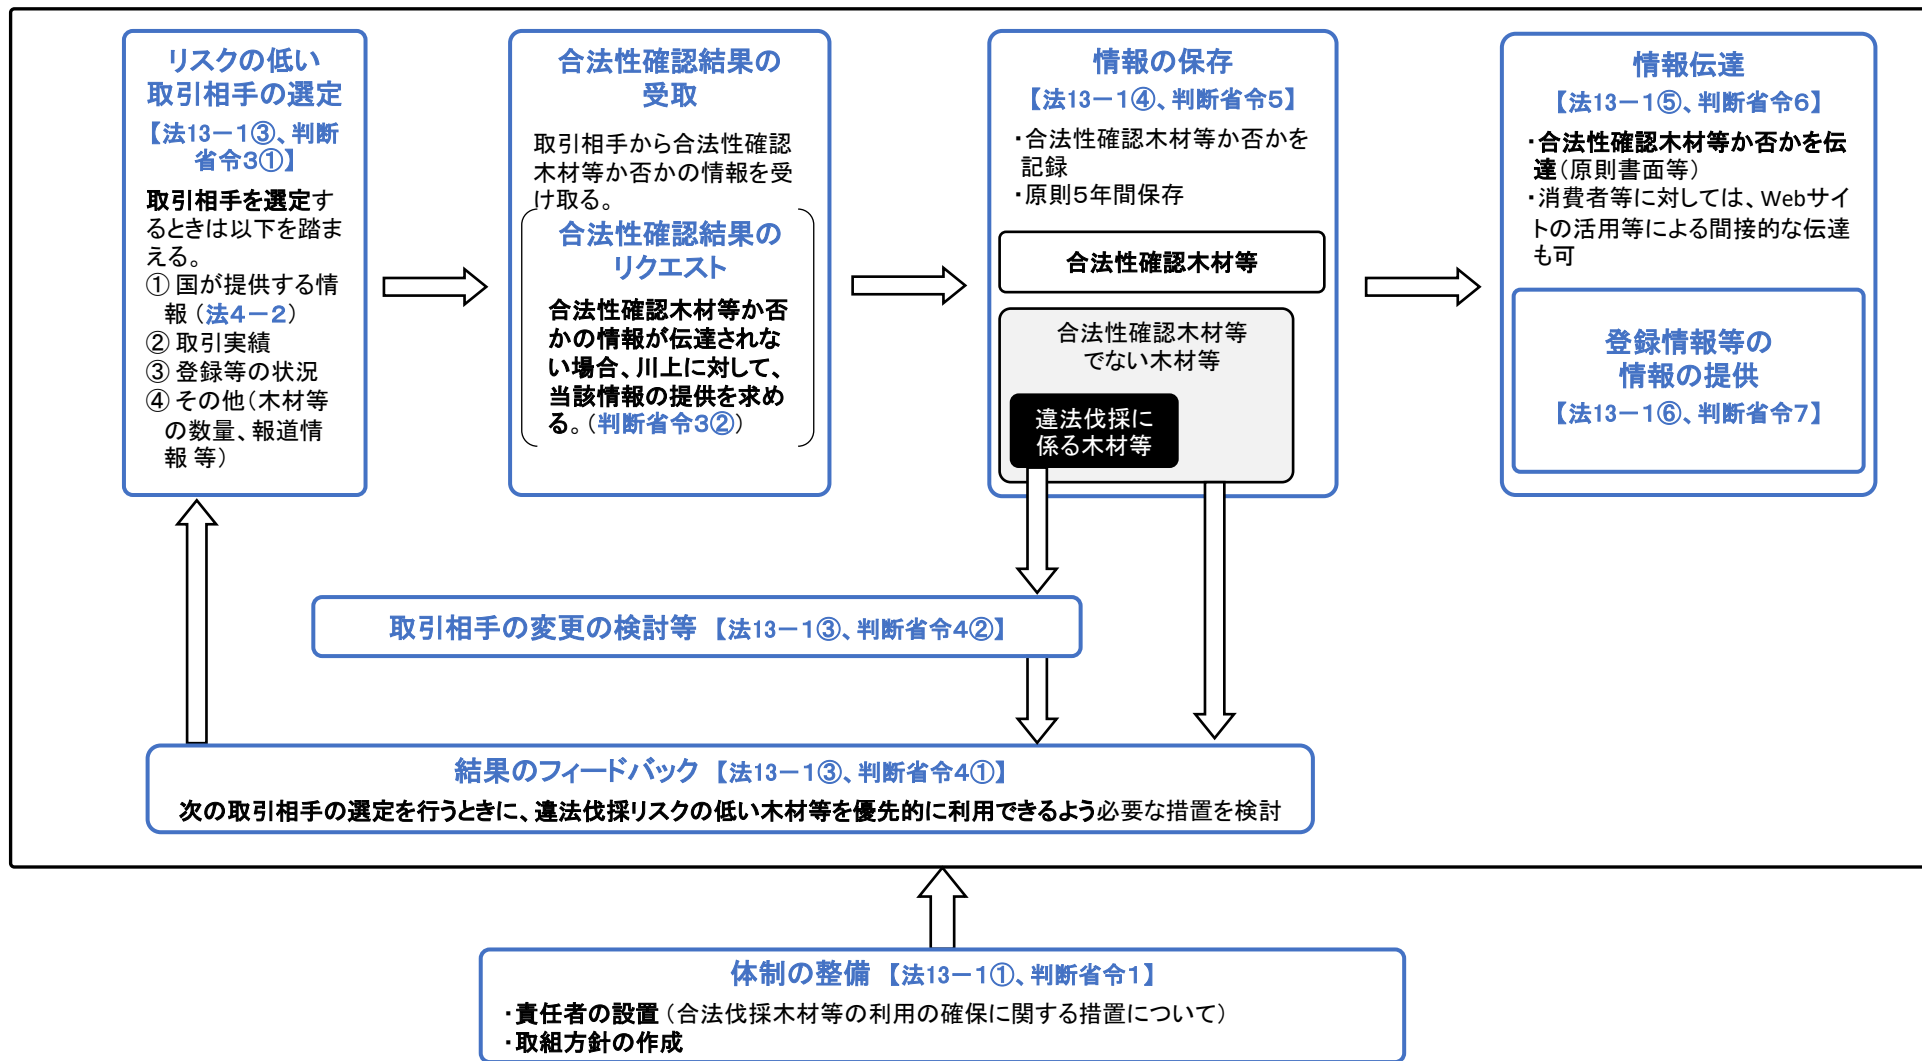 リスクの低い
取引相手の選定
【法13－1③、判断
省令3①】
取引相手を選定す
るときは以下を踏ま
える。
① 国が提供する情
報（法4－2）
② 取引実績
③ 登録等の状況
④ その他（木材等
の数量、報道情
報 等）
合法性確認結果の
受取
取引相手から合法性確認
木材等か否かの情報を受
け取る。
合法性確認結果の
リクエスト
合法性確認木材等か否
かの情報が伝達されな
い場合、川上に対して、
当該情報の提供を求め
る。（判断省令3②）
情報の保存
【法13－1④、判断省令5】
・合法性確認木材等か否かを
記録
・原則5年間保存
合法性確認木材等
合法性確認木材等
でない木材等
違法伐採に
係る木材等
情報伝達
【法13－1⑤、判断省令6】
・合法性確認木材等か否かを伝
達（原則書面等）
・消費者等に対しては、Webサイ
トの活用等による間接的な伝達
も可
登録情報等の
情報の提供
【法13－1⑥、判断省令7】
取引相手の変更の検討等 【法13－1③、判断省令4②】
結果のフィードバック 【法13－1③、判断省令4①】
次の取引相手の選定を行うときに、違法伐採リスクの低い木材等を優先的に利用できるよう必要な措置を検討
体制の整備 【法13－1①、判断省令1】
・責任者の設置（合法伐採木材等の利用の確保に関する措置について）
・取組方針の作成